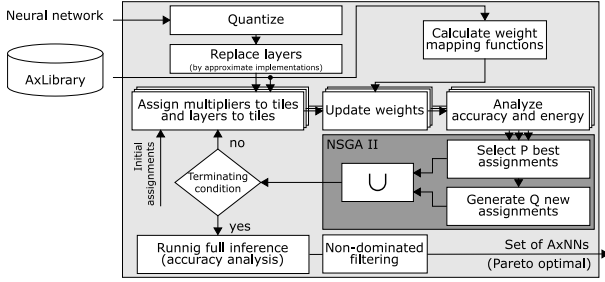 Neural network
Quantize
Calculate weight
mapping functions
Replace layers
(by approximate implementations)
AxLibrary
Assign multipliers to tiles
and layers to tiles
Update weights
Analyze
accuracy and energy
NSGA II
Select P best
assignments
Generate Q new
assignments
∪
no
Initial
assignments
Terminating
condition
yes
Runnig full inference
(accuracy analysis)
Non-dominated
filtering
Set of AxNNs
(Pareto optimal)